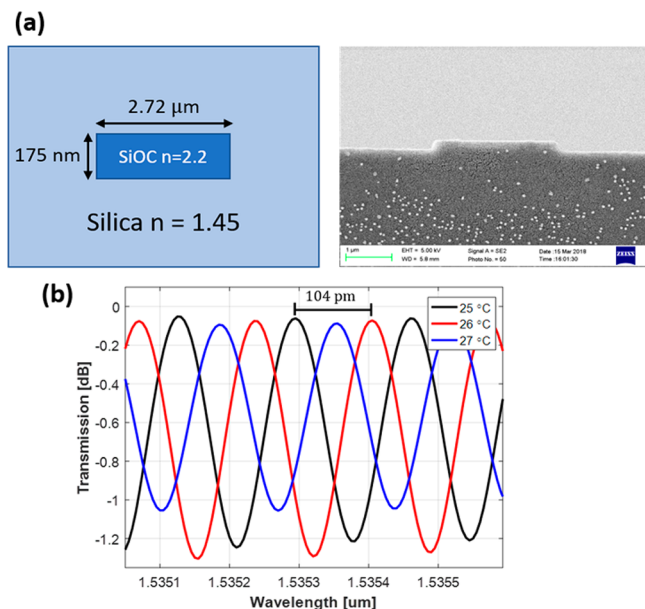 (a)
2.72 µm
175 nm
SiOC n=2.2
Silica n = 1.45
1 µm
EHT = 5.00 kV
WD = 5.8 mm
Signal A = SE2
Photo No. = 50
Date :15 Mar 2018
Time :16:01:30
ZEISS
(b)
104 pm
25 °C
26 °C
27 °C
Transmission [dB]
0
-0.2
-0.4
-0.6
-0.8
-1
-1.2
1.5351
1.5352
1.5353
1.5354
1.5355
Wavelength [um]